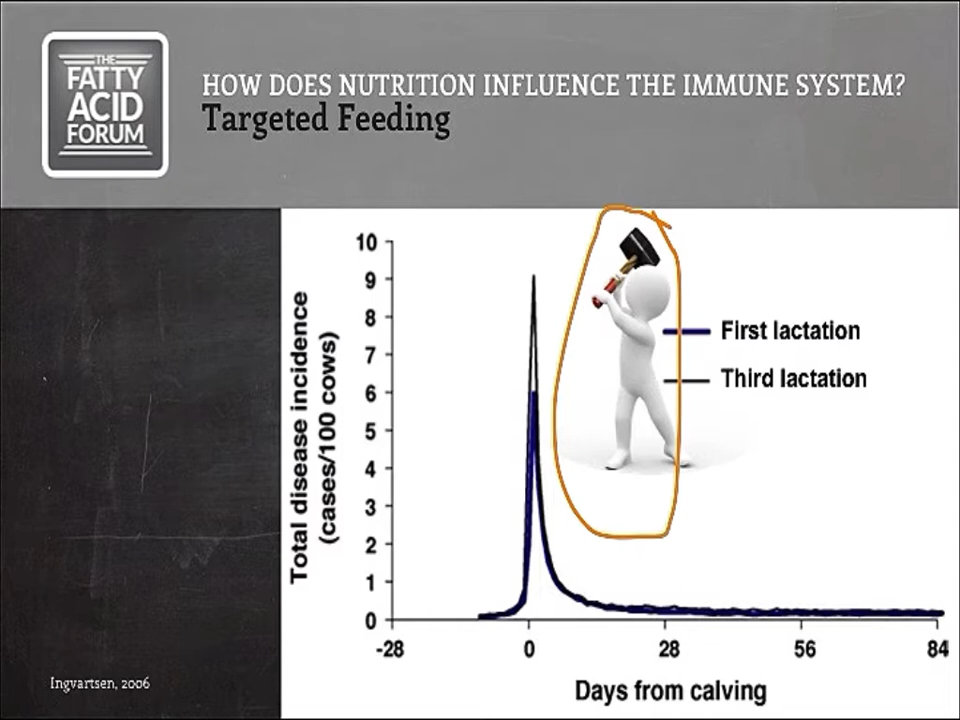 THE
FATTY
ACID
FORUM
HOW DOES NUTRITION INFLUENCE THE IMMUNE SYSTEM?
Targeted Feeding
Total disease incidence
(cases/100 cows)
10
9
8
7
6
5
4
3
2
1
0
First lactation
Third lactation
-28 0 28 56 84
Days from calving
Ingvartsen, 2006